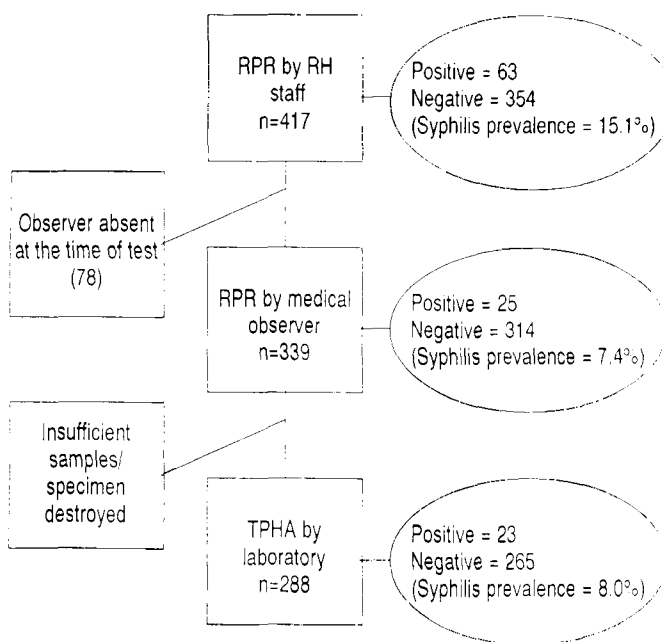 RPR by RH
staff
n=417
Positive = 63
Negative = 354
(Syphilis prevalence = 15.1%)
Observer absent
at the time of test
(78)
RPR by medical
observer
n=339
Positive = 25
Negative = 314
(Syphilis prevalence = 7.4%)
Insufficient
samples/
specimen
destroyed
TPHA by
laboratory
n=288
Positive = 23
Negative = 265
(Syphilis prevalence = 8.0%)